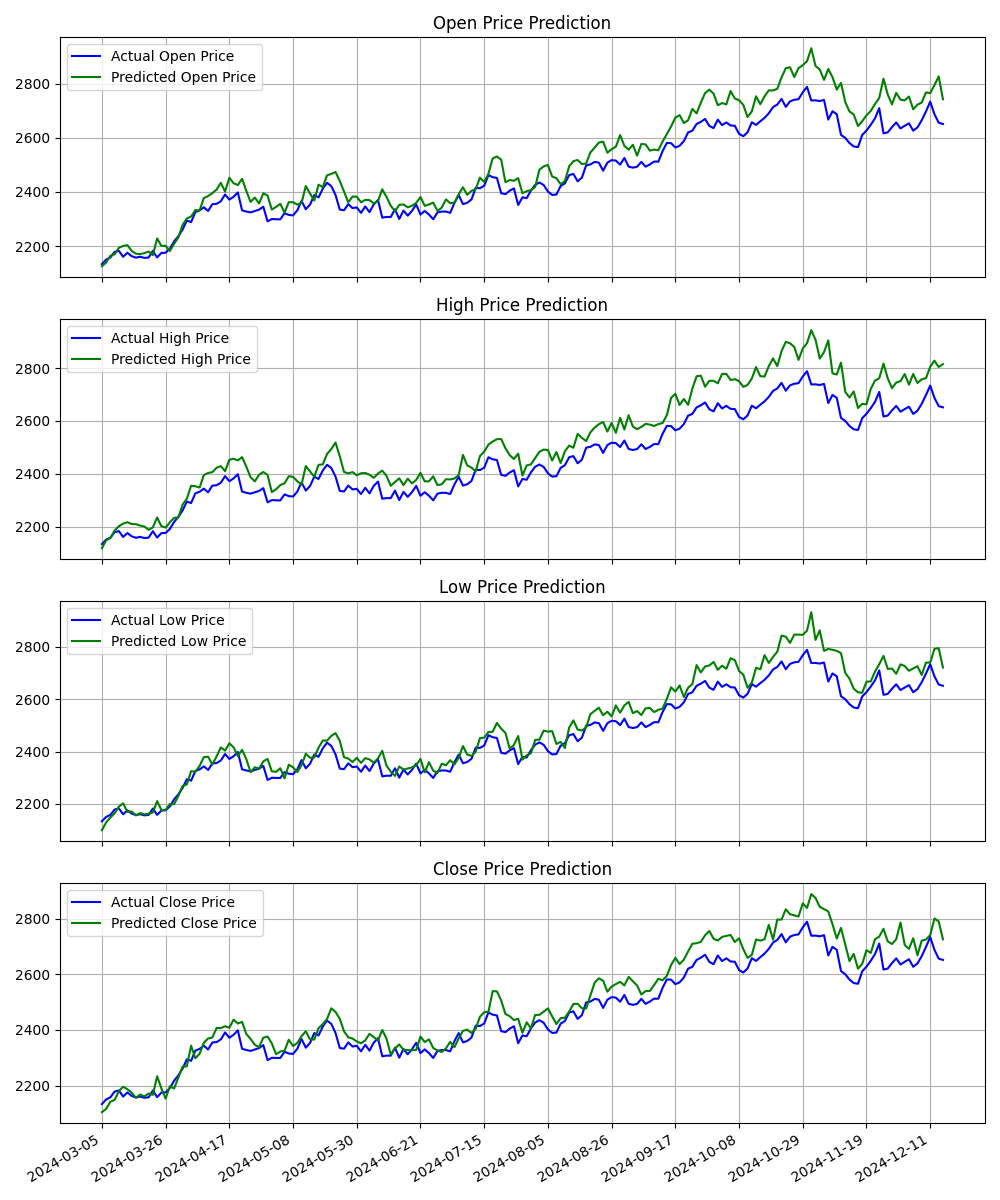 Open Price Prediction
Actual Open Price
Predicted Open Price
2800
2600
2400
2200
High Price Prediction
Actual High Price
Predicted High Price
2800
2600
2400
2200
Low Price Prediction
Actual Low Price
Predicted Low Price
2800
2600
2400
2200
Close Price Prediction
Actual Close Price
Predicted Close Price
2800
2600
2400
2200
2024-03-05
2024-03-26
2024-04-17
2024-05-08
2024-05-30
2024-06-21
2024-07-15
2024-08-05
2024-08-26
2024-09-17
2024-10-08
2024-10-29
2024-11-19
2024-12-11